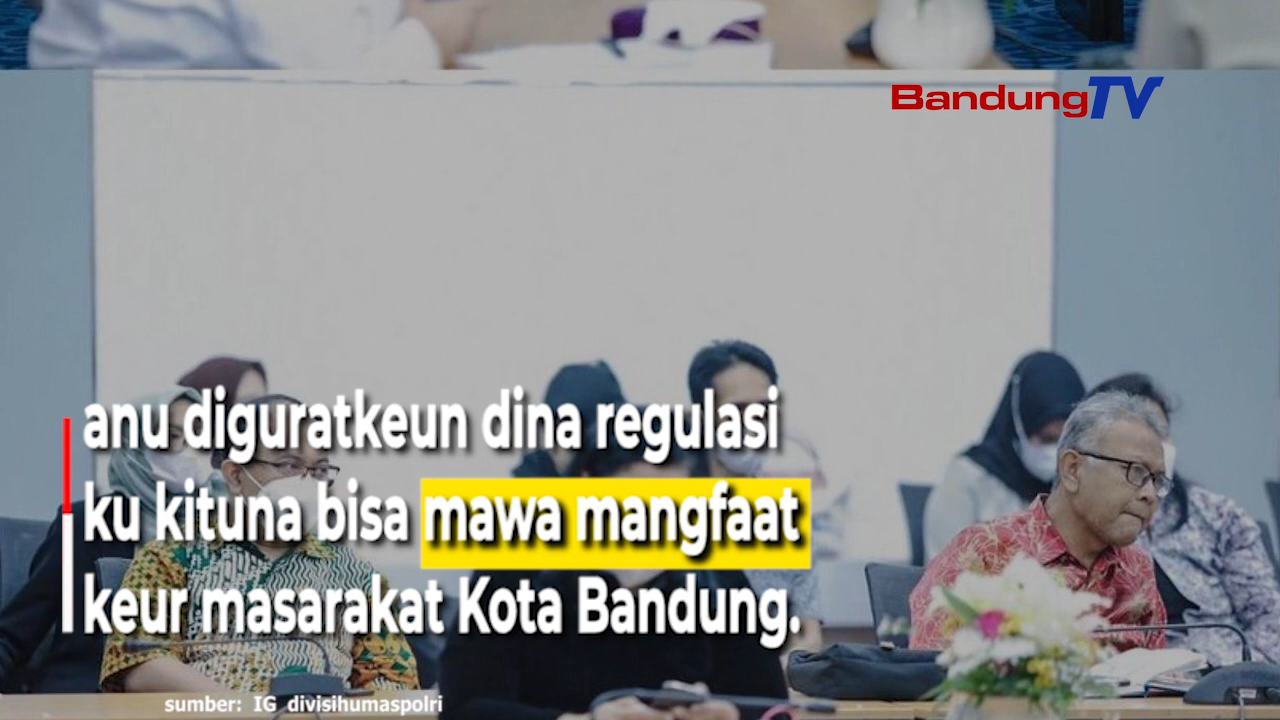 BandungTV
anu diguratkeun dina regulasi
ku kituna bisa mawa mangfaat
keur masarakat Kota Bandung.
sumber: IG divisihumaspolri